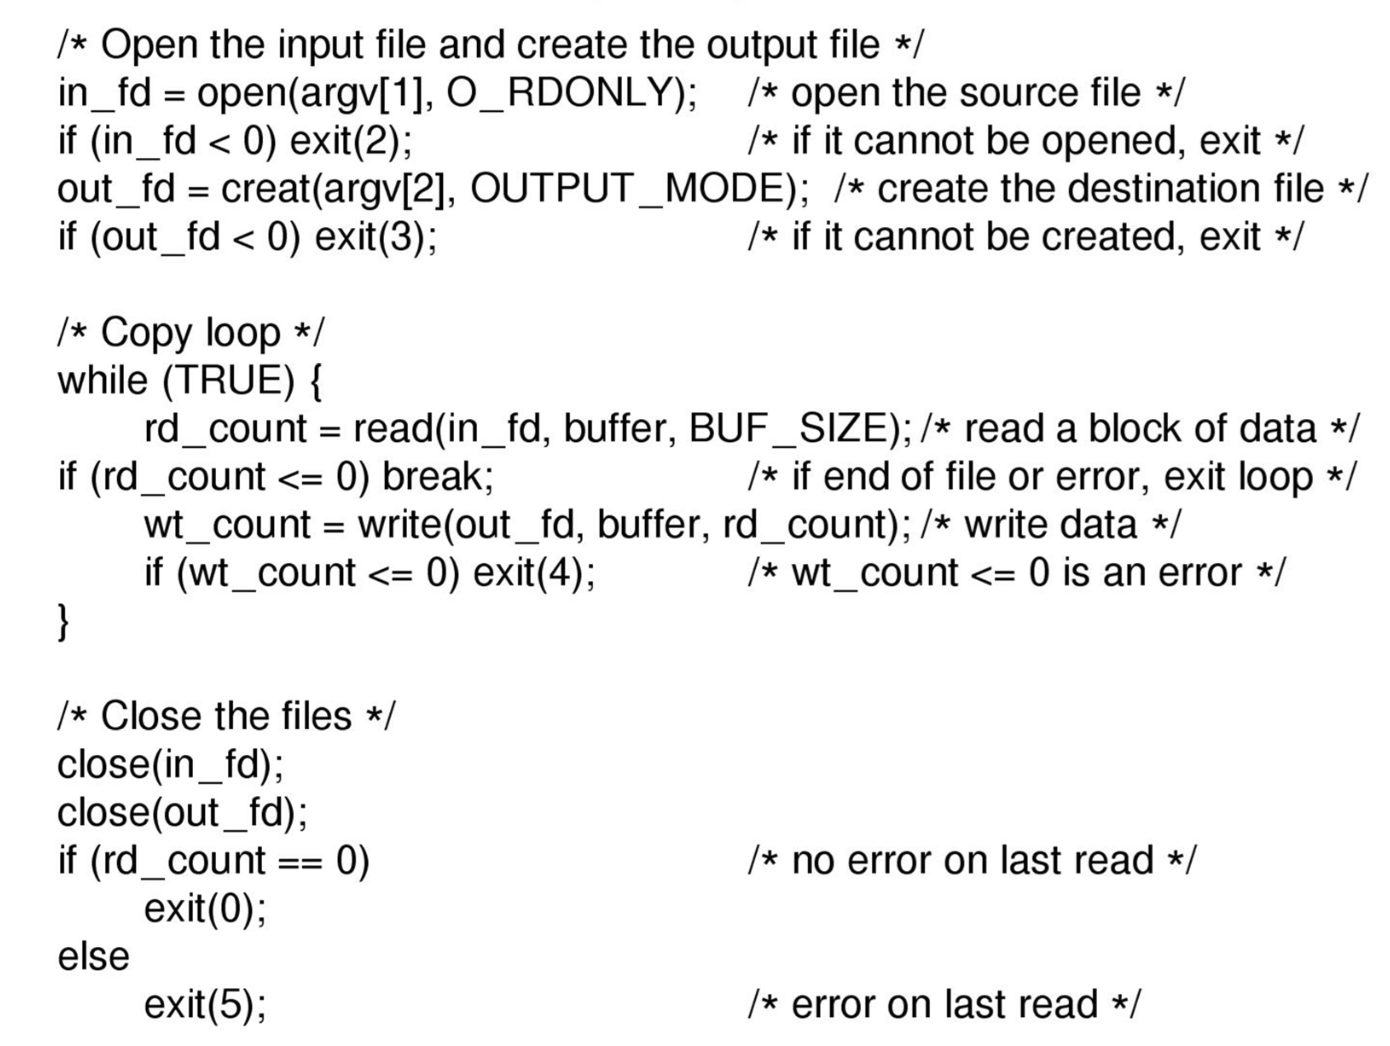 /* Open the input file and create the output file */
in_fd = open(argv[1], O_RDONLY); /* open the source file */
if (in_fd < 0) exit(2); /* if it cannot be opened, exit */
out_fd = creat(argv[2], OUTPUT_MODE); /* create the destination file */
if (out_fd < 0) exit(3); /* if it cannot be created, exit */

/* Copy loop */
while (TRUE) {
rd_count = read(in_fd, buffer, BUF_SIZE); /* read a block of data */
if (rd_count <= 0) break; /* if end of file or error, exit loop */
wt_count = write(out_fd, buffer, rd_count); /* write data */
if (wt_count <= 0) exit(4); /* wt_count <= 0 is an error */
}

/* Close the files */
close(in_fd);
close(out_fd);
if (rd_count == 0) /* no error on last read */
exit(0);
else
exit(5); /* error on last read */